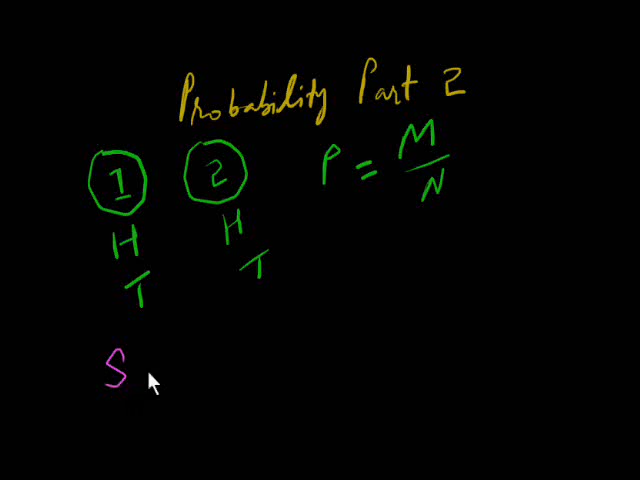 Probability Part 2
1 2 P = M/N
H H
T T
S